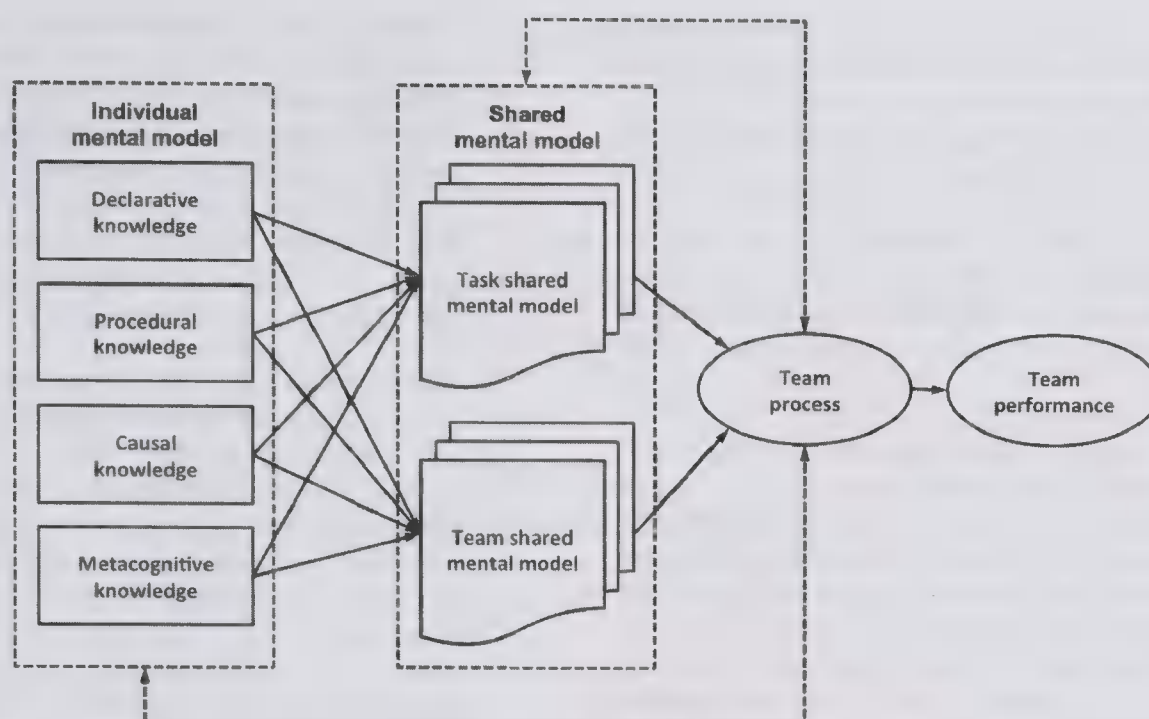 Individual
mental model
Declarative
knowledge
Procedural
knowledge
Causal
knowledge
Metacognitive
knowledge
Shared
mental model
Task shared
mental model
Team shared
mental model
Team
process
Team
performance